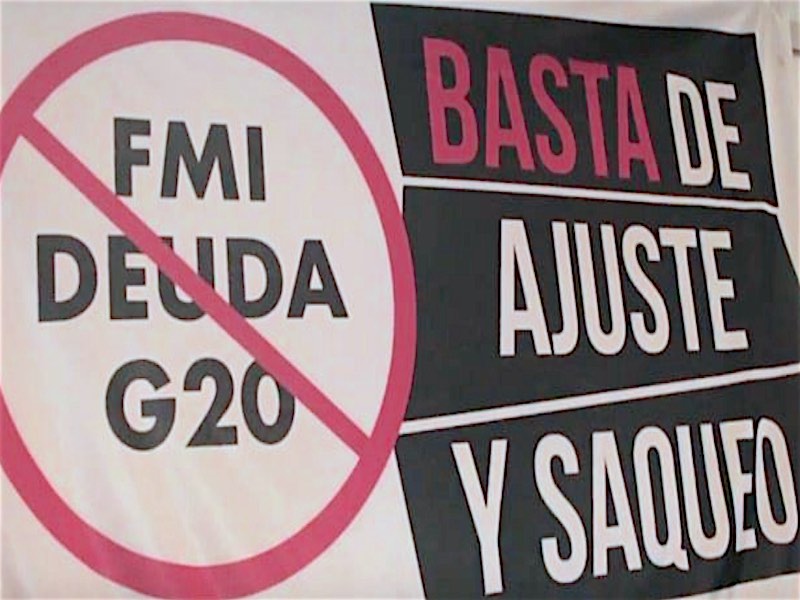 FMI
DEUDA
G20
BASTA DE
AJUSTE
Y SAQUEO